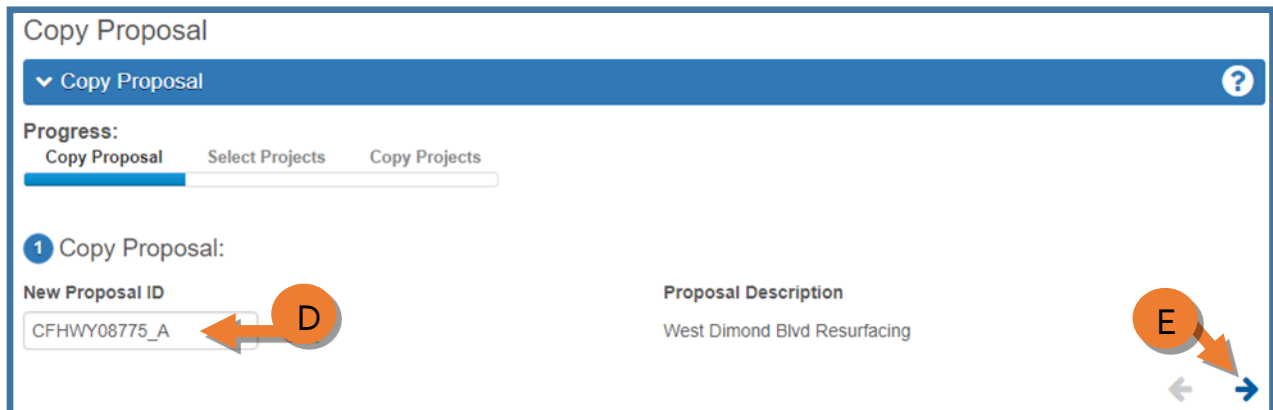 Copy Proposal
Copy Proposal ?
Progress:
Copy Proposal Select Projects Copy Projects
1 Copy Proposal:
New Proposal ID Proposal Description
CFHWY08775_A D West Dimond Blvd Resurfacing E